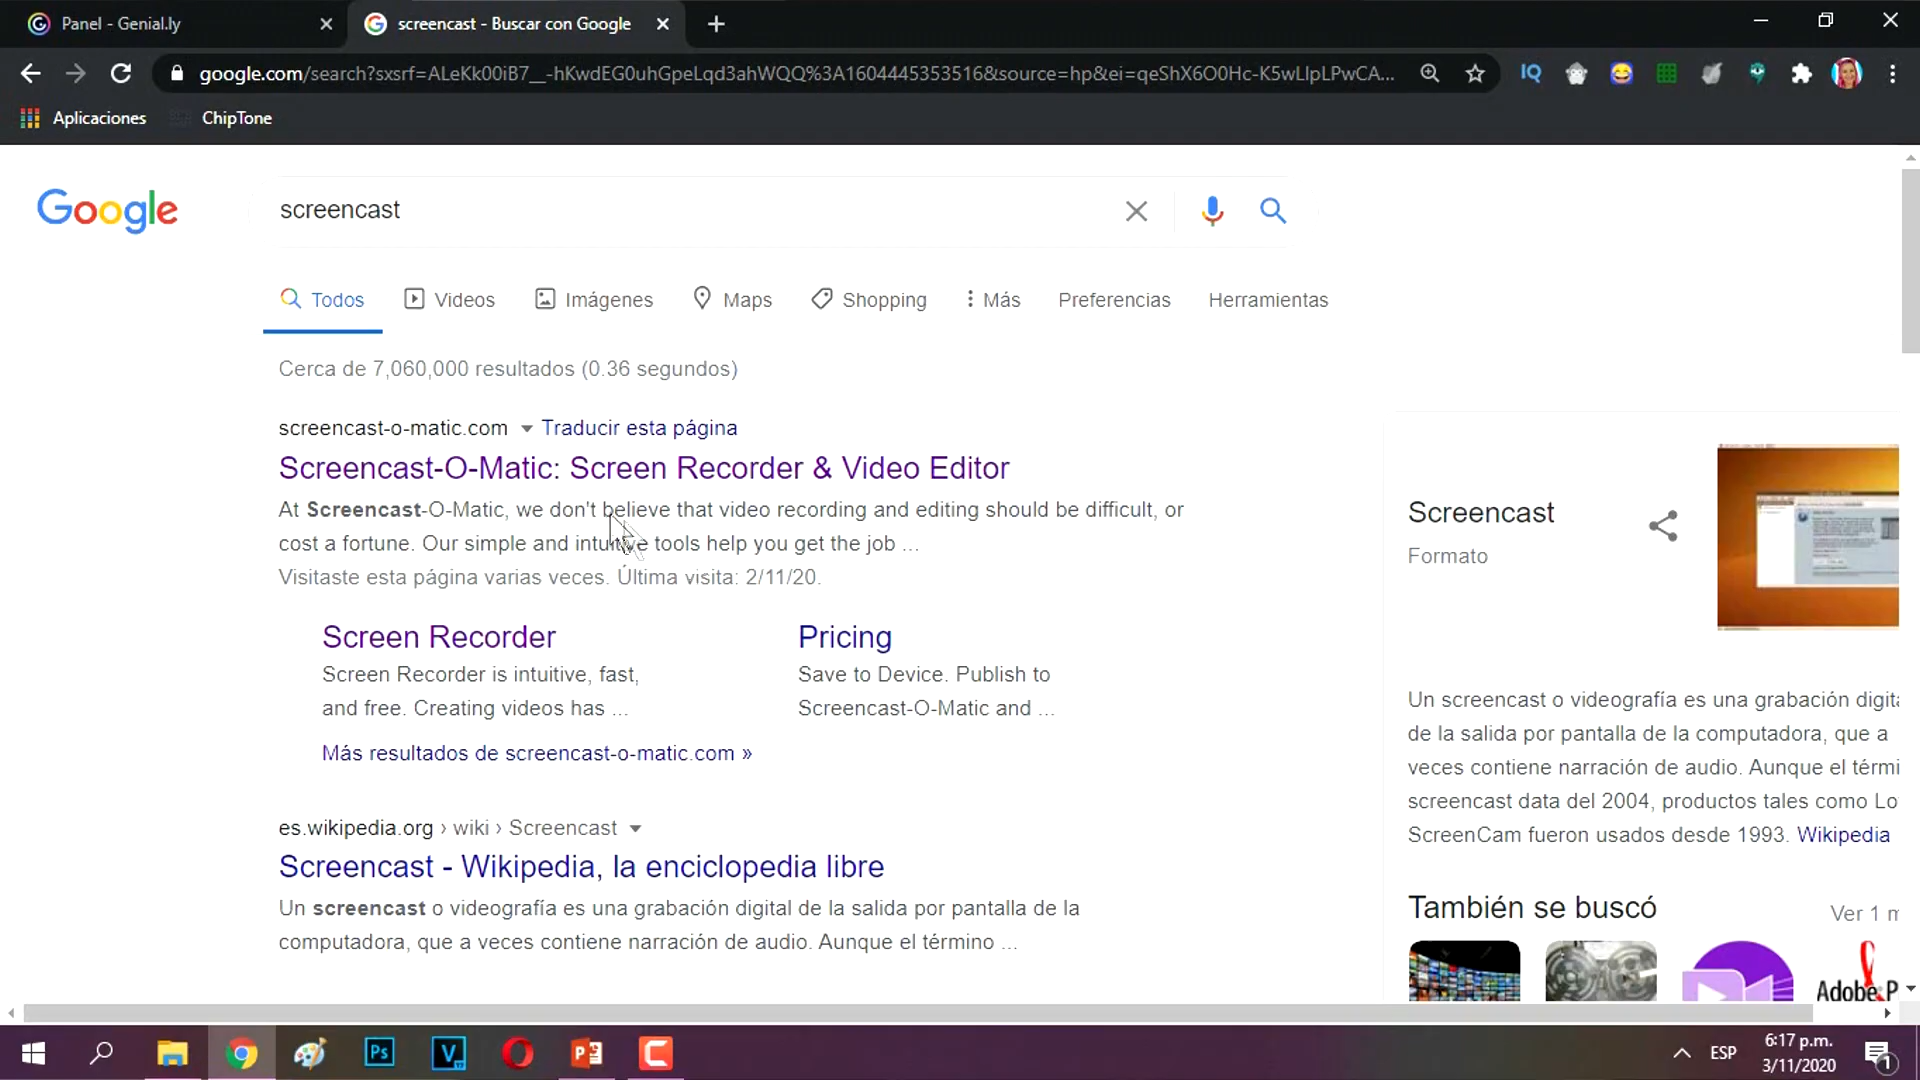 Panel - Genial.ly
screencast - Buscar con Google
google.com/search?sxsrf=ALeKk00iB7__-hKwdEG0uhGpeLqd3ahWQQ%3A1604445353516&source=hp&ei=qeShX6O0Hc-K5wLIpLPwCA...
IQ
Aplicaciones
ChipTone
Google
screencast
Todos
Videos
Imágenes
Maps
Shopping
Más
Preferencias
Herramientas
Cerca de 7,060,000 resultados (0.36 segundos)
screencast-o-matic.com
Traducir esta página
Screencast-O-Matic: Screen Recorder & Video Editor
At Screencast-O-Matic, we don't believe that video recording and editing should be difficult, or
cost a fortune. Our simple and intuitive tools help you get the job ...
Visitaste esta página varias veces. Última visita: 2/11/20.
Screen Recorder
Screen Recorder is intuitive, fast,
and free. Creating videos has ...
Pricing
Save to Device. Publish to
Screencast-O-Matic and ...
Más resultados de screencast-o-matic.com »
es.wikipedia.org › wiki › Screencast
Screencast - Wikipedia, la enciclopedia libre
Un screencast o videografía es una grabación digital de la salida por pantalla de la
computadora, que a veces contiene narración de audio. Aunque el término ...
Screencast
Formato
Un screencast o videografía es una grabación digita
de la salida por pantalla de la computadora, que a
veces contiene narración de audio. Aunque el térmi
screencast data del 2004, productos tales como Lo
ScreenCam fueron usados desde 1993. Wikipedia
También se buscó
Ver 1 m
Adobe P
Ps
V
P
C
ESP
6:17 p.m.
3/11/2020
1